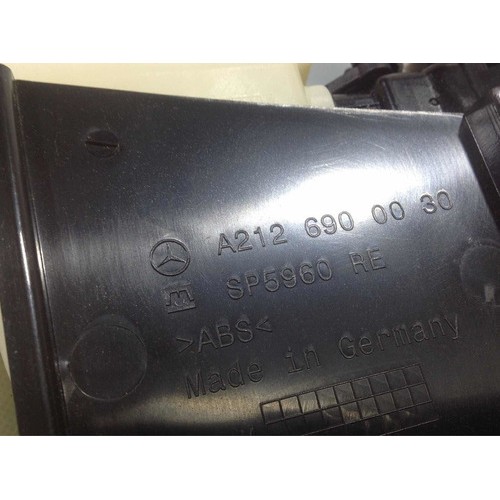 A212 690 00 30
SP5960 RE
>ABS<
Made in Germany